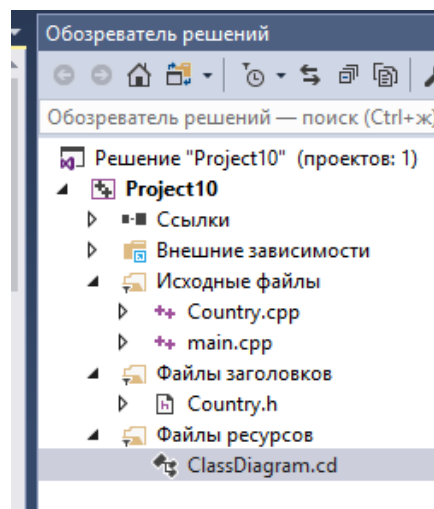 Обозреватель решений
Обозреватель решений — поиск (Ctrl+ж)
Решение "Project10" (проектов: 1)
Project10
Ссылки
Внешние зависимости
Исходные файлы
Country.cpp
main.cpp
Файлы заголовков
Country.h
Файлы ресурсов
ClassDiagram.cd